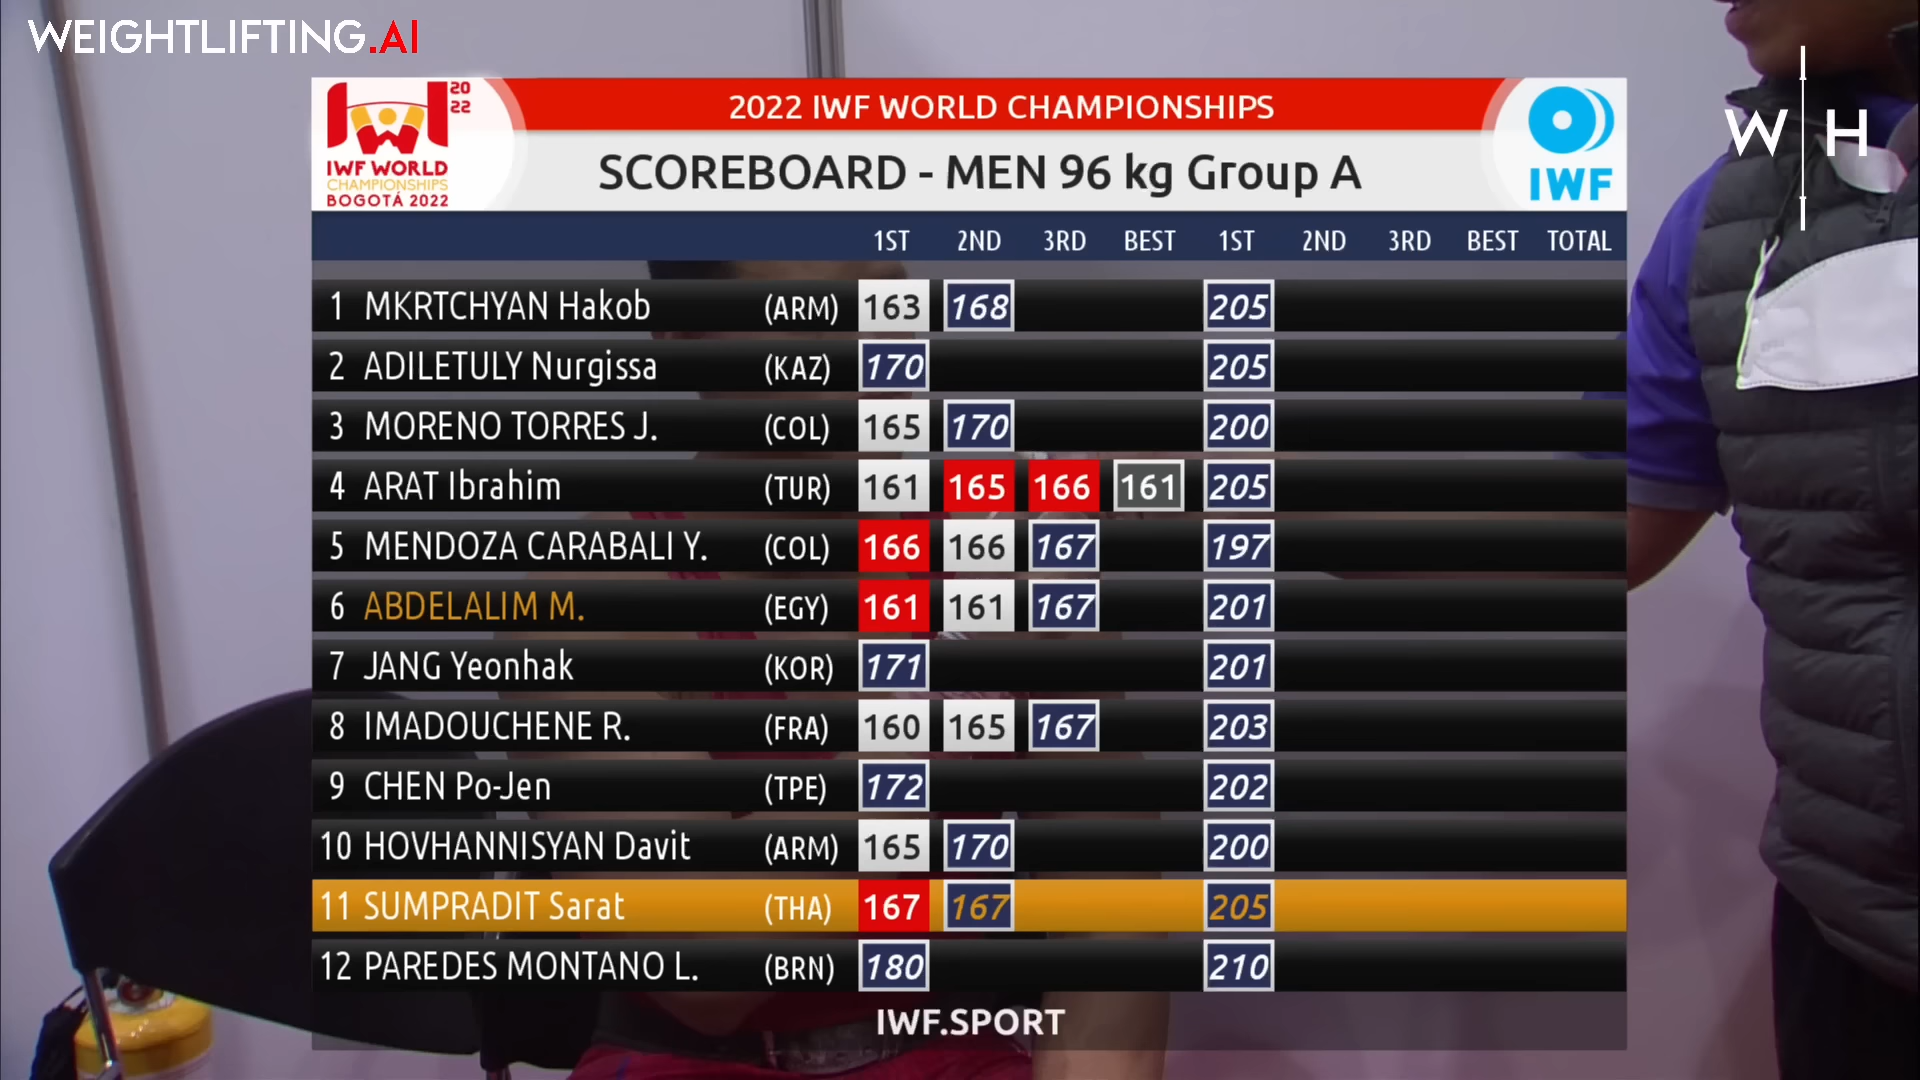 WEIGHTLIFTING.AI
W H
20
22
IWF WORLD
CHAMPIONSHIPS
BOGOTÁ 2022
2022 IWF WORLD CHAMPIONSHIPS
SCOREBOARD - MEN 96 kg Group A
IWF
1ST 2ND 3RD BEST 1ST 2ND 3RD BEST TOTAL
1 MKRTCHYAN Hakob (ARM) 163 168 205
2 ADILETULY Nurgissa (KAZ) 170 205
3 MORENO TORRES J. (COL) 165 170 200
4 ARAT Ibrahim (TUR) 161 165 166 161 205
5 MENDOZA CARABALI Y. (COL) 166 166 167 197
6 ABDELALIM M. (EGY) 161 161 167 201
7 JANG Yeonhak (KOR) 171 201
8 IMADOUCHENE R. (FRA) 160 165 167 203
9 CHEN Po-Jen (TPE) 172 202
10 HOVHANNISYAN Davit (ARM) 165 170 200
11 SUMPRADIT Sarat (THA) 167 167 205
12 PAREDES MONTANO L. (BRN) 180 210
IWF.SPORT